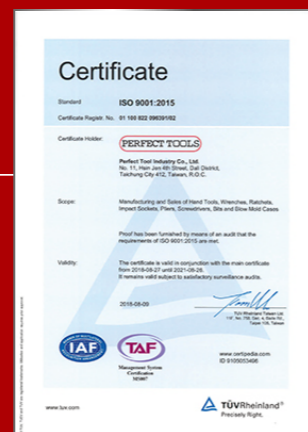 Certificate
Standard ISO 9001:2015
Certificate Registr. No. 01 100 822 098391/02
Certificate Holder:
PERFECT TOOLS
Perfect Tool Industry Co., Ltd.
No. 11, Hsin Jen 4th Street, Dali District,
Taichung City 412, Taiwan, R.O.C.
Scope: Manufacturing and Sales of Hand Tools, Wrenches, Ratchets,
Impact Sockets, Pliers, Screwdrivers, Bits and Blow Mold Cases
Proof has been furnished by means of an audit that the
requirements of ISO 9001:2015 are met.
Validity: The certificate is valid in conjunction with the main certificate
from 2018-08-27 until 2021-08-26.
It remains valid subject to satisfactory surveillance audits.
2018-08-09
TÜV Rheinland Taiwan Ltd.
Taipei 105, Taiwan
IAF
TAF
Management System
Certification
www.certipedia.com
www.tuv.com
TÜVRheinland®
Precisely Right.